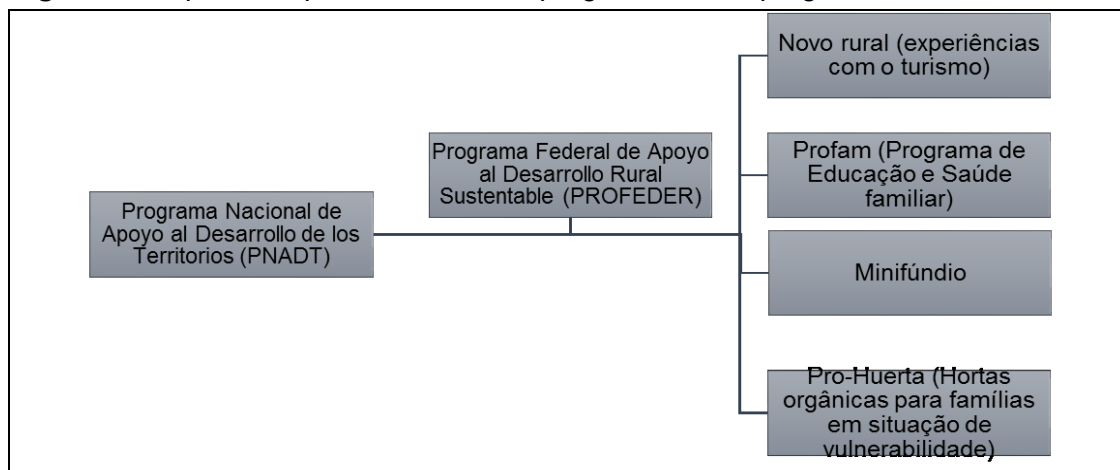 Programa Nacional de
Apoyo al Desarrollo de los
Territorios (PNADT)
Programa Federal de Apoyo
al Desarrollo Rural
Sustentable (PROFEDER)
Novo rural (experiências
com o turismo)
Profam (Programa de
Educação e Saúde
familiar)
Minifúndio
Pro-Huerta (Hortas
orgânicas para famílias
em situação de
vulnerabilidade)